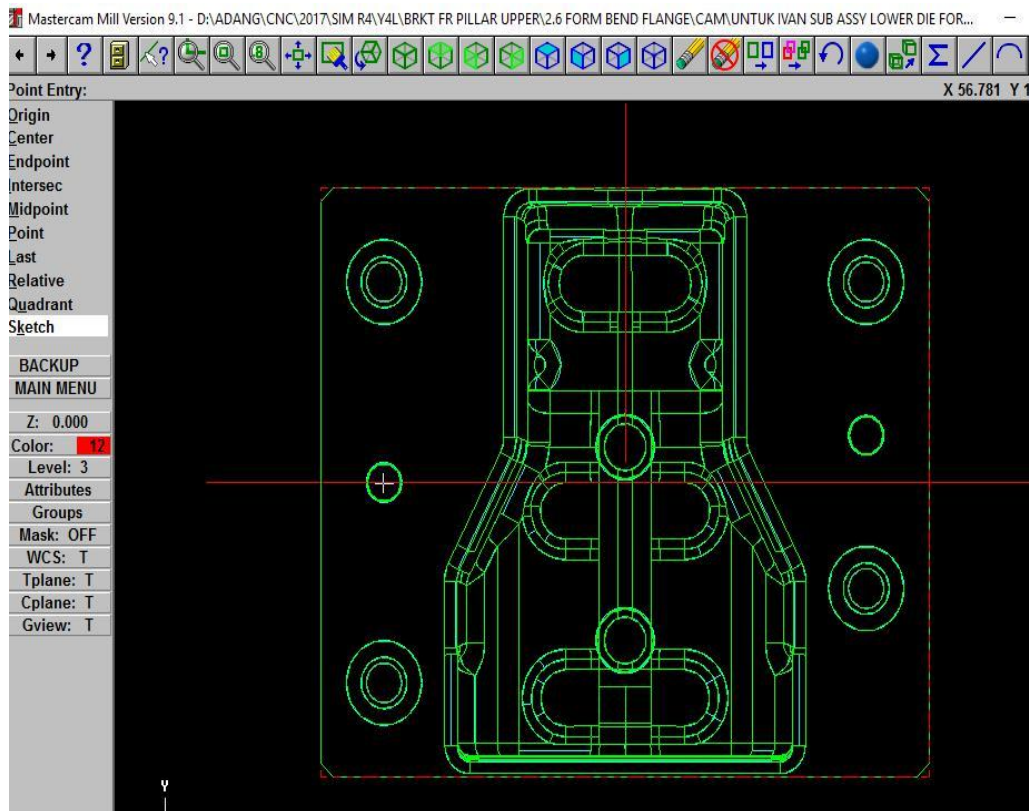 Mastercam Mill Version 9.1 - D:\ADANG\CNC\2017\SIM R4\Y4L\BRKT FR PILLAR UPPER\2.6 FORM BEND FLANGE\CAM\UNTUK IVAN SUB ASSY LOWER DIE FOR...
Point Entry:
X 56.781 Y 1
Origin
Center
Endpoint
Intersec
Midpoint
Point
Last
Relative
Quadrant
Sketch
BACKUP
MAIN MENU
Z: 0.000
Color: 12
Level: 3
Attributes
Groups
Mask: OFF
WCS: T
Tplane: T
Cplane: T
Gview: T
Y